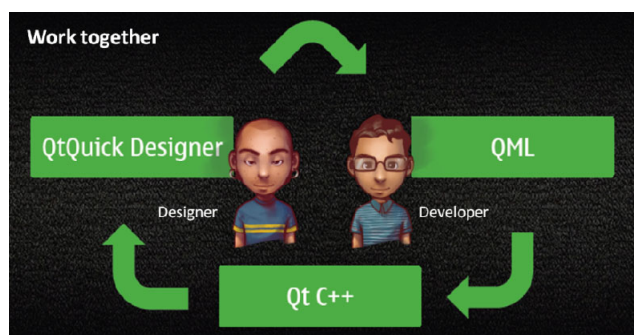 Work together
QtQuick Designer
QML
Designer
Developer
Qt C++